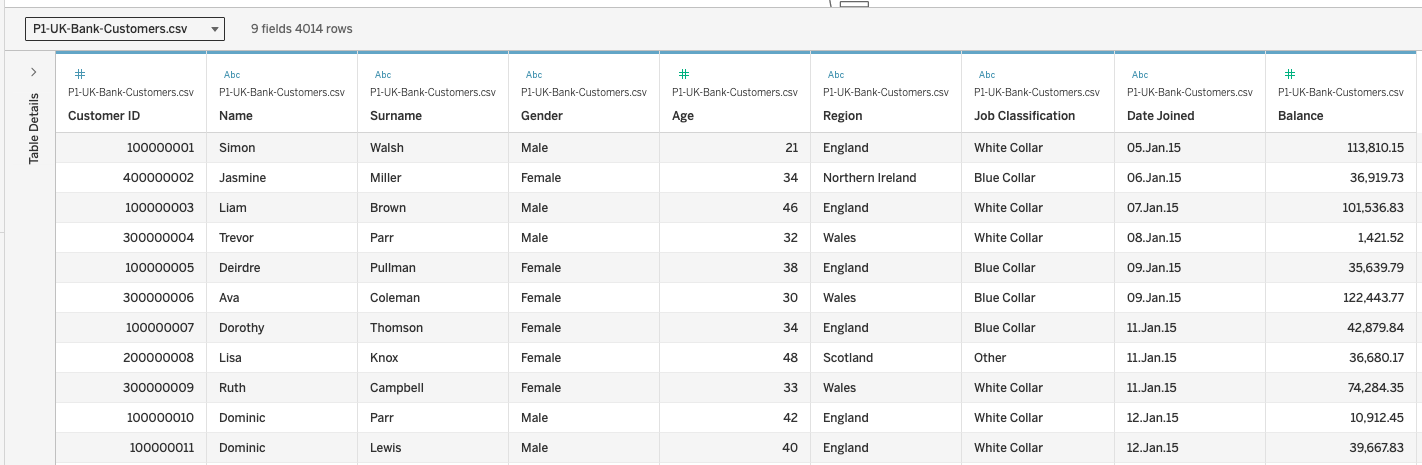 P1-UK-Bank-Customers.csv 9 fields 4014 rows
Table Details
# Abc Abc Abc # Abc Abc Abc #
P1-UK-Bank-Customers.csv P1-UK-Bank-Customers.csv P1-UK-Bank-Customers.csv P1-UK-Bank-Customers.csv P1-UK-Bank-Customers.csv P1-UK-Bank-Customers.csv P1-UK-Bank-Customers.csv P1-UK-Bank-Customers.csv P1-UK-Bank-Customers.csv
Customer ID Name Surname Gender Age Region Job Classification Date Joined Balance
100000001 Simon Walsh Male 21 England White Collar 05.Jan.15 113,810.15
400000002 Jasmine Miller Female 34 Northern Ireland Blue Collar 06.Jan.15 36,919.73
100000003 Liam Brown Male 46 England White Collar 07.Jan.15 101,536.83
300000004 Trevor Parr Male 32 Wales White Collar 08.Jan.15 1,421.52
100000005 Deirdre Pullman Female 38 England Blue Collar 09.Jan.15 35,639.79
300000006 Ava Coleman Female 30 Wales Blue Collar 09.Jan.15 122,443.77
100000007 Dorothy Thomson Female 34 England Blue Collar 11.Jan.15 42,879.84
200000008 Lisa Knox Female 48 Scotland Other 11.Jan.15 36,680.17
300000009 Ruth Campbell Female 33 Wales White Collar 11.Jan.15 74,284.35
100000010 Dominic Parr Male 42 England White Collar 12.Jan.15 10,912.45
100000011 Dominic Lewis Male 40 England White Collar 12.Jan.15 39,667.83